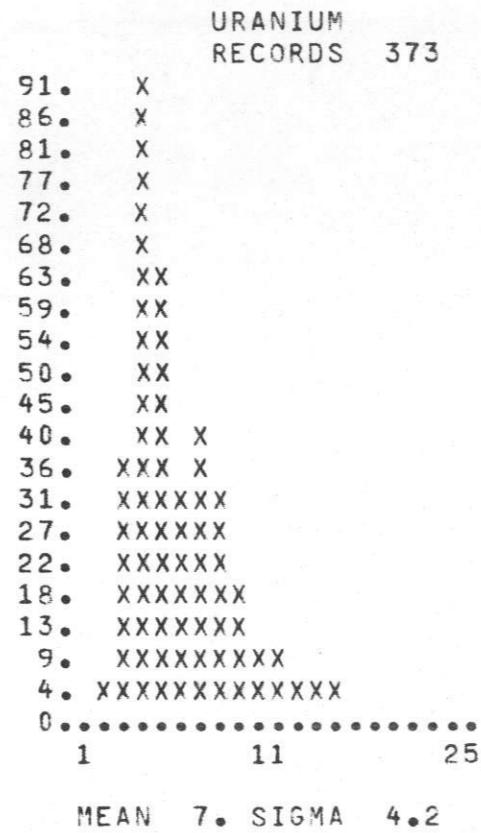 URANIUM
RECORDS 373
91. X
86. X
81. X
77. X
72. X
68. X
63. XX
59. XX
54. XX
50. XX
45. XX
40. XX X
36. XXX X
31. XXXXXX
27. XXXXXX
22. XXXXXX
18. XXXXXXX
13. XXXXXXX
9. XXXXXXXXX
4. XXXXXXXXXXXXX
0......................
1 11 25
MEAN 7. SIGMA 4.2